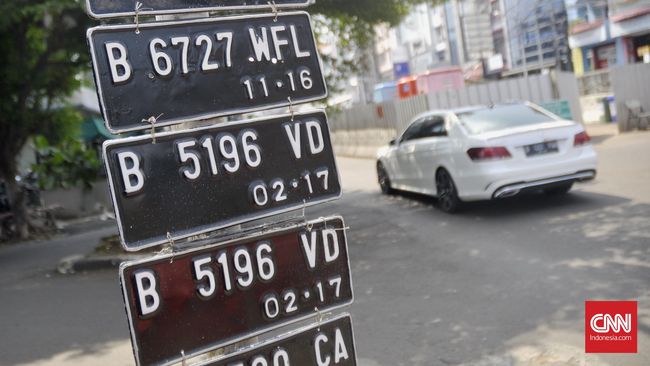 B 6727 WFL
11·16
B 5196 VD
02·17
B 5196 VD
02·17
CA
CNN
Indonesia.com